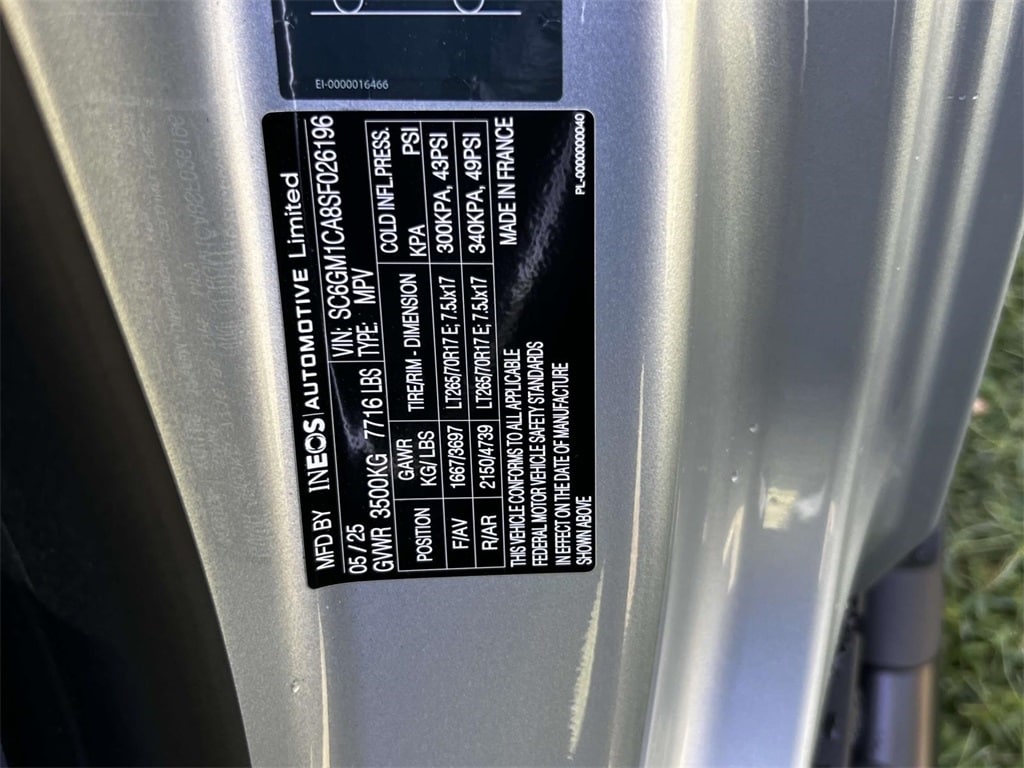 EI-0000016466
MFD BY INEOS | AUTOMOTIVE Limited
05 / 25 VIN: SC6GM1CA8SF026196
GVWR 3500KG 7716 LBS TYPE: MPV
POSITION GAWR KG/LBS TIRE/RIM - DIMENSION COLD INFL.PRESS. KPA PSI
F/AV 1667/3697 LT265/70R17 E; 7.5Jx17 300KPA, 43PSI
R/AR 2150/4739 LT265/70R17 E; 7.5Jx17 340KPA, 49PSI
THIS VEHICLE CONFORMS TO ALL APPLICABLE MADE IN FRANCE
FEDERAL MOTOR VEHICLE SAFETY STANDARDS
IN EFFECT ON THE DATE OF MANUFACTURE
SHOWN ABOVE
PL-0000000040